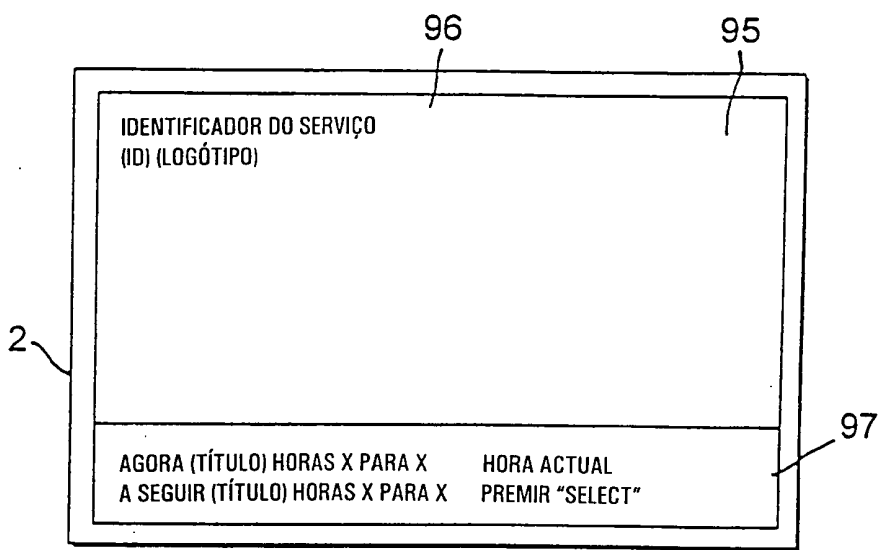 96
95
IDENTIFICADOR DO SERVIÇO
(ID) (LOGÓTIPO)
2
97
AGORA (TÍTULO) HORAS X PARA X HORA ACTUAL
A SEGUIR (TÍTULO) HORAS X PARA X PREMIR “SELECT”